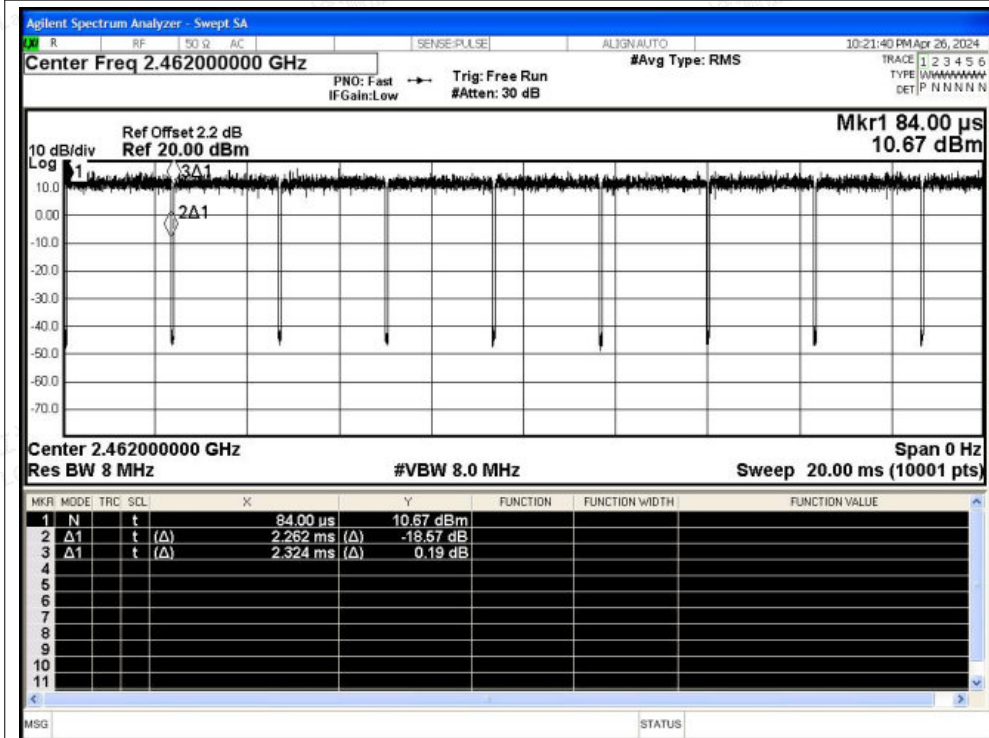 Agilent Spectrum Analyzer - Swept SA
LXI R RF 50 Ω AC SENSE:PULSE ALIGNAUTO 10:21:40 PM Apr 26, 2024
Center Freq 2.462000000 GHz #Avg Type: RMS TRACE 1 2 3 4 5 6
PNO: Fast Trig: Free Run TYPE
IFGain:Low #Atten: 30 dB DET P N N N N N
Mkr1 84.00 µs
Ref Offset 2.2 dB
10 dB/div Ref 20.00 dBm 10.67 dBm
Log
1 3Δ1
10.0
0.00 2Δ1
-10.0
-20.0
-30.0
-40.0
-50.0
-60.0
-70.0
Center 2.462000000 GHz Span 0 Hz
Res BW 8 MHz #VBW 8.0 MHz Sweep 20.00 ms (10001 pts)
MKR MODE TRC SCL X Y FUNCTION FUNCTION WIDTH FUNCTION VALUE
1 N t 84.00 µs 10.67 dBm
2 Δ1 t (Δ) 2.262 ms (Δ) -18.57 dB
3 Δ1 t (Δ) 2.324 ms (Δ) 0.19 dB
4
5
6
7
8
9
10
11
MSG STATUS